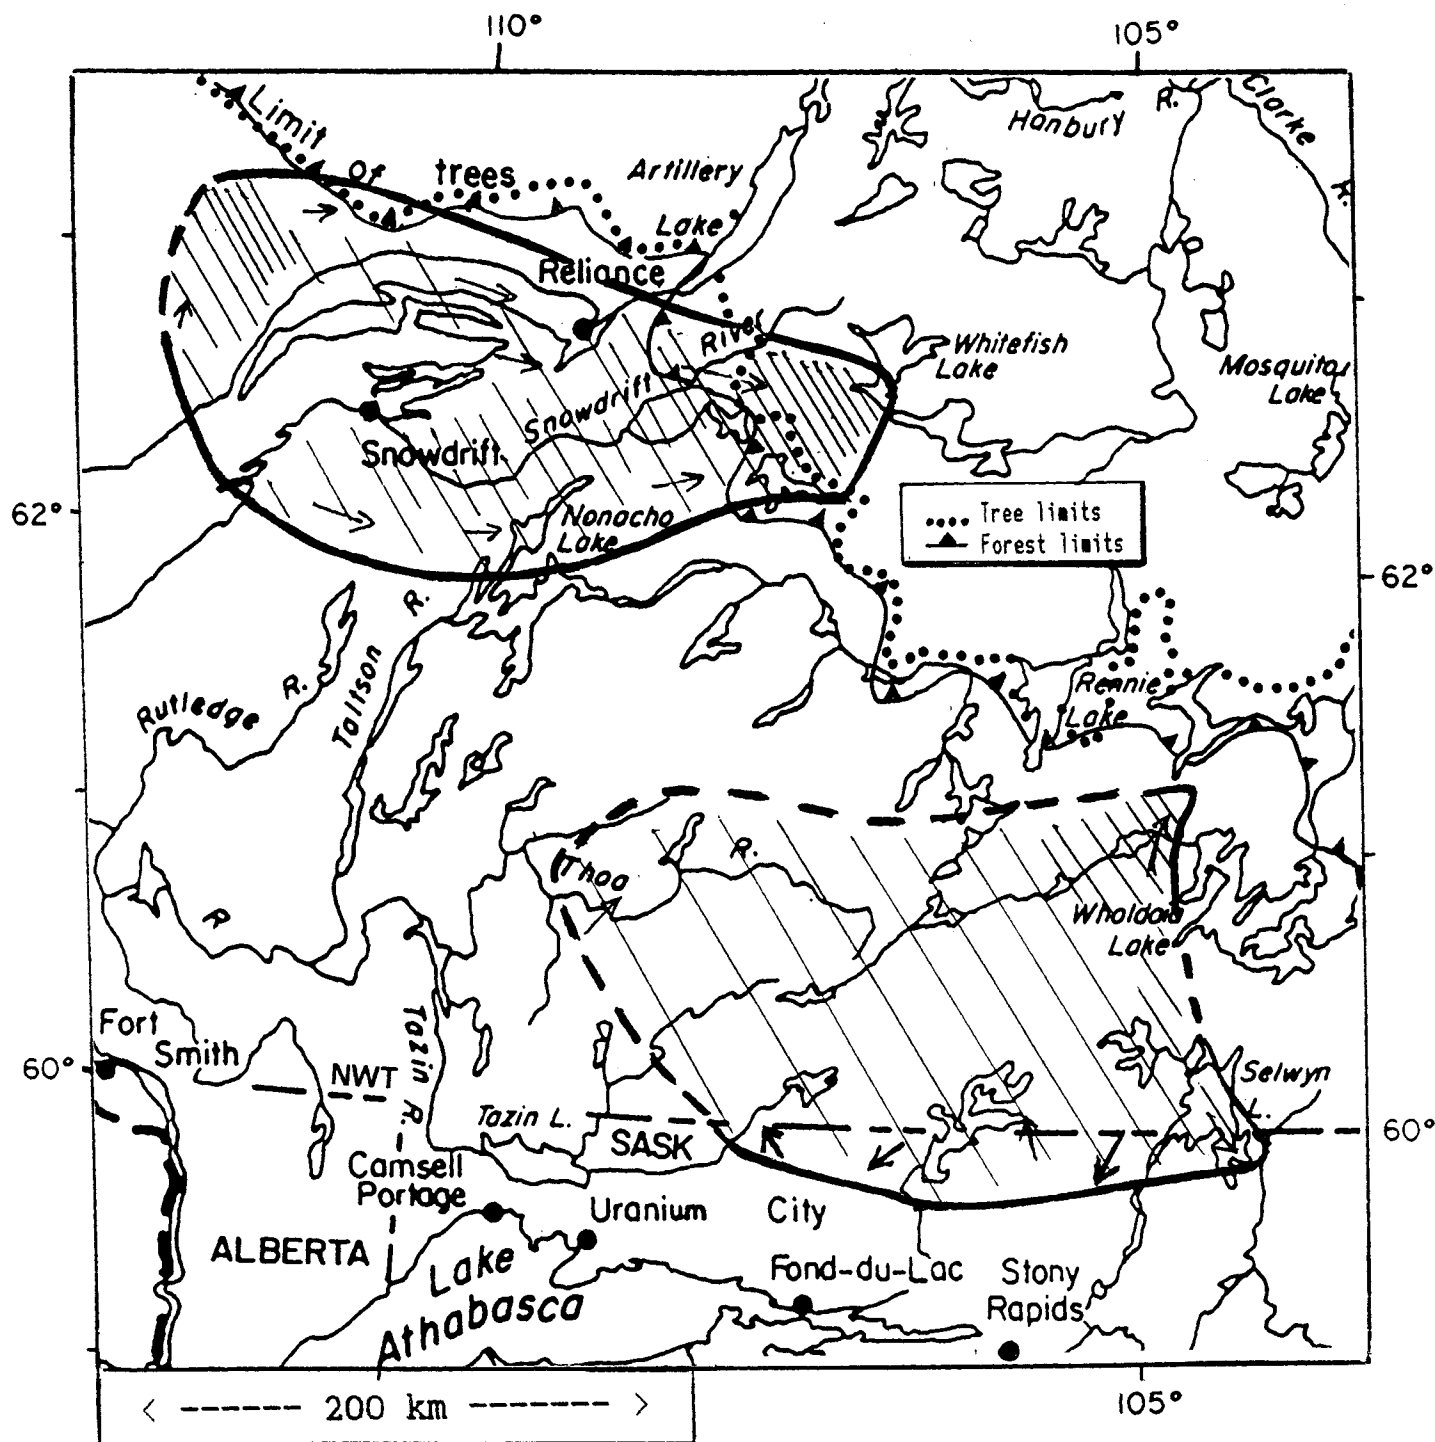 110°
105°
Limit
Of
trees
Artillery
Lake
Hanbury
R.
Clarke
R.
Reliance
River
Snowdrift
Whitefish
Lake
Mosquito
Lake
Snowdrift
62°
Nonacho
Lake
Tree limits
Forest limits
62°
R.
Taltson
Rutledge
R.
Rennie
Lake
Thoa
R.
R
Wholdaia
Lake
Fort
Smith
60°
NWT
Tazin
R.
Tazin L.
SASK
Selwyn
L.
60°
Camsell
Portage
Uranium City
ALBERTA
Lake
Athabasca
Fond-du-Lac
Stony
Rapids
< ------ 200 km ------- >
105°